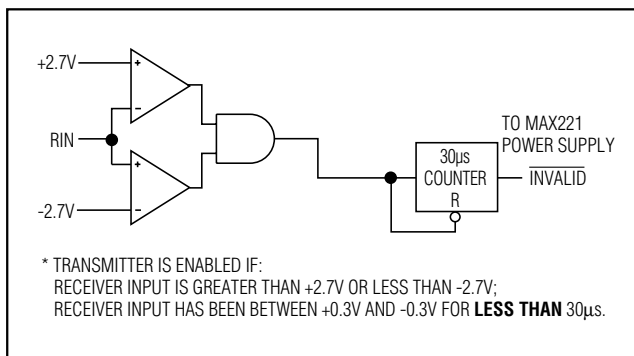 +2.7V
+
-
RIN
+
-
-2.7V
30µs
COUNTER
R
TO MAX221
POWER SUPPLY
INVALID
* TRANSMITTER IS ENABLED IF:
RECEIVER INPUT IS GREATER THAN +2.7V OR LESS THAN -2.7V;
RECEIVER INPUT HAS BEEN BETWEEN +0.3V AND -0.3V FOR LESS THAN 30µs.